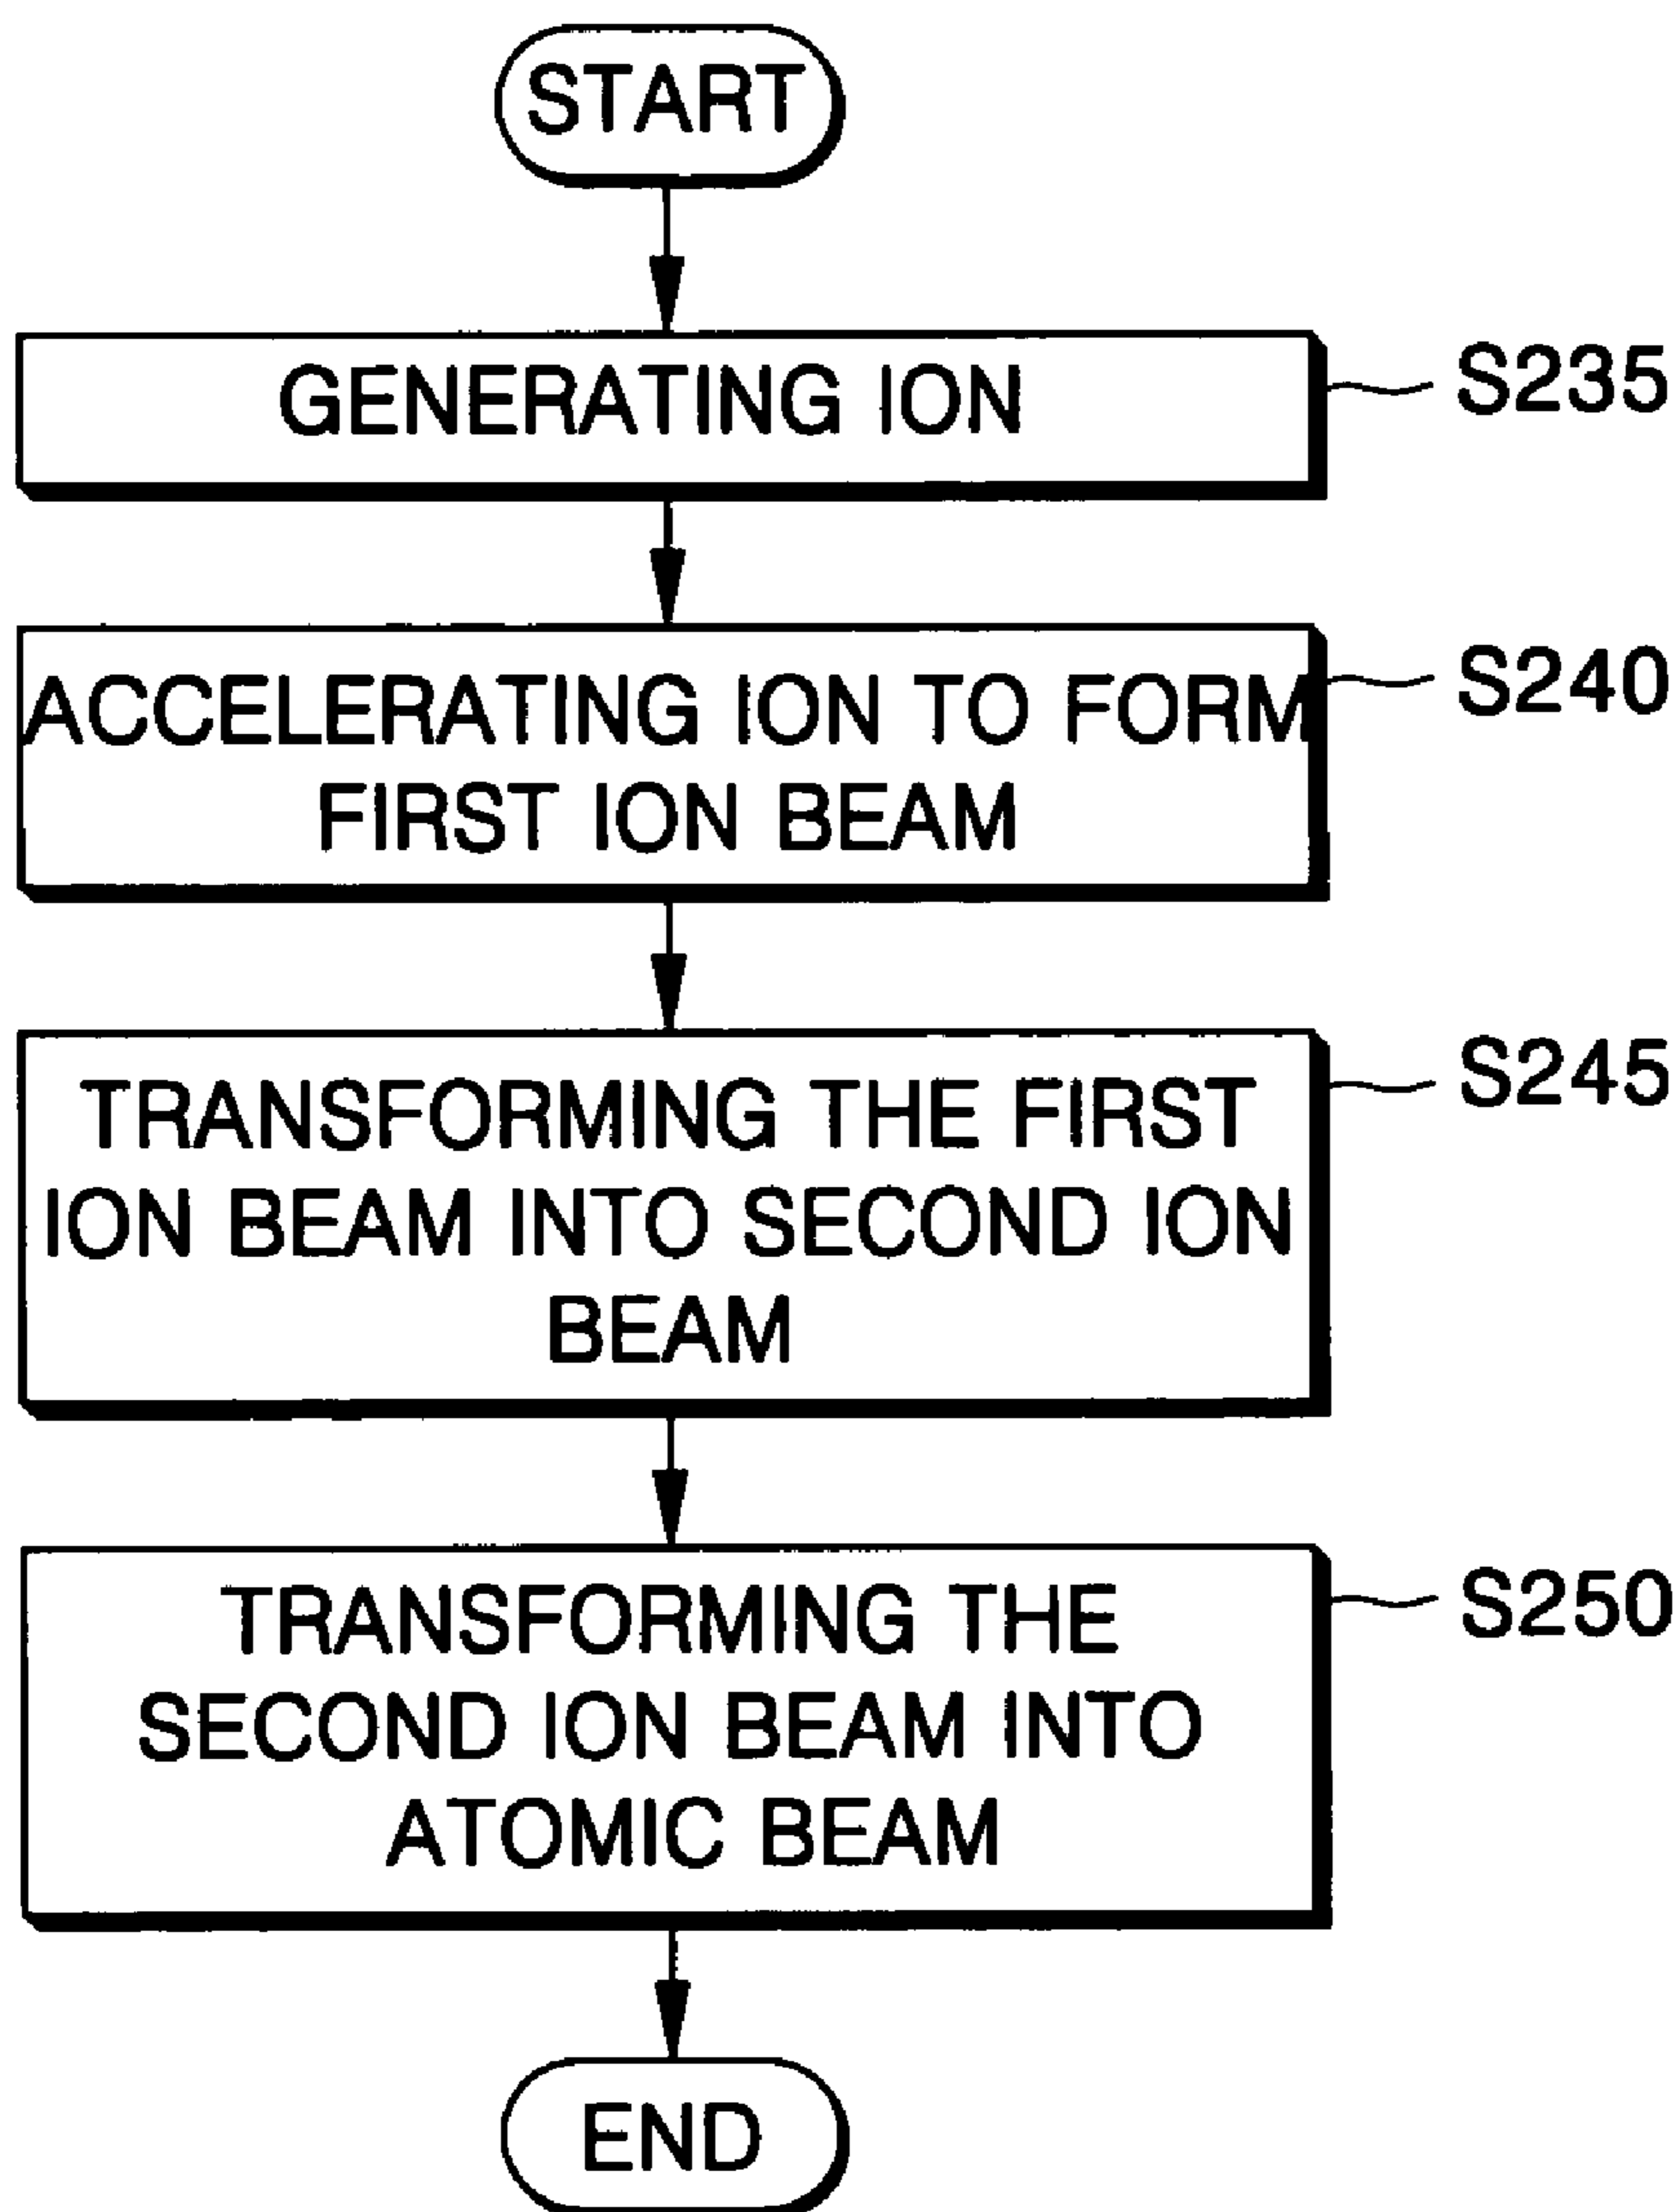 START
GENERATING ION
S235
ACCELERATING ION TO FORM
FIRST ION BEAM
S240
TRANSFORMING THE FIRST
ION BEAM INTO SECOND ION
BEAM
S245
TRANSFORMING THE
SECOND ION BEAM INTO
ATOMIC BEAM
S250
END